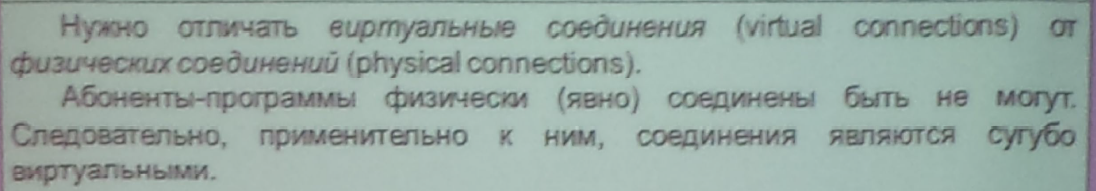 Нужно отличать виртуальные соединения (virtual connections) от
физических соединений (physical connections).
Абоненты-программы физически (явно) соединены быть не могут.
Следовательно, применительно к ним, соединения являются сугубо
виртуальными.